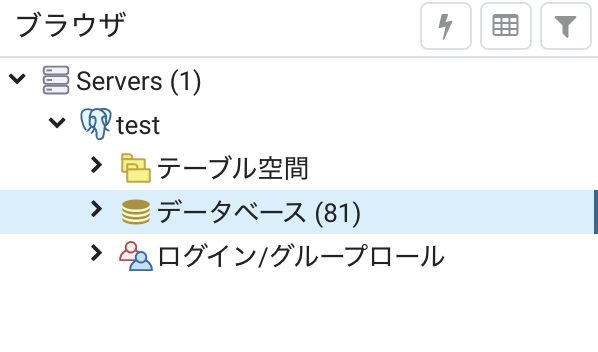 ブラウザ
Servers (1)
test
テーブル空間
データベース (81)
ログイン/グループロール